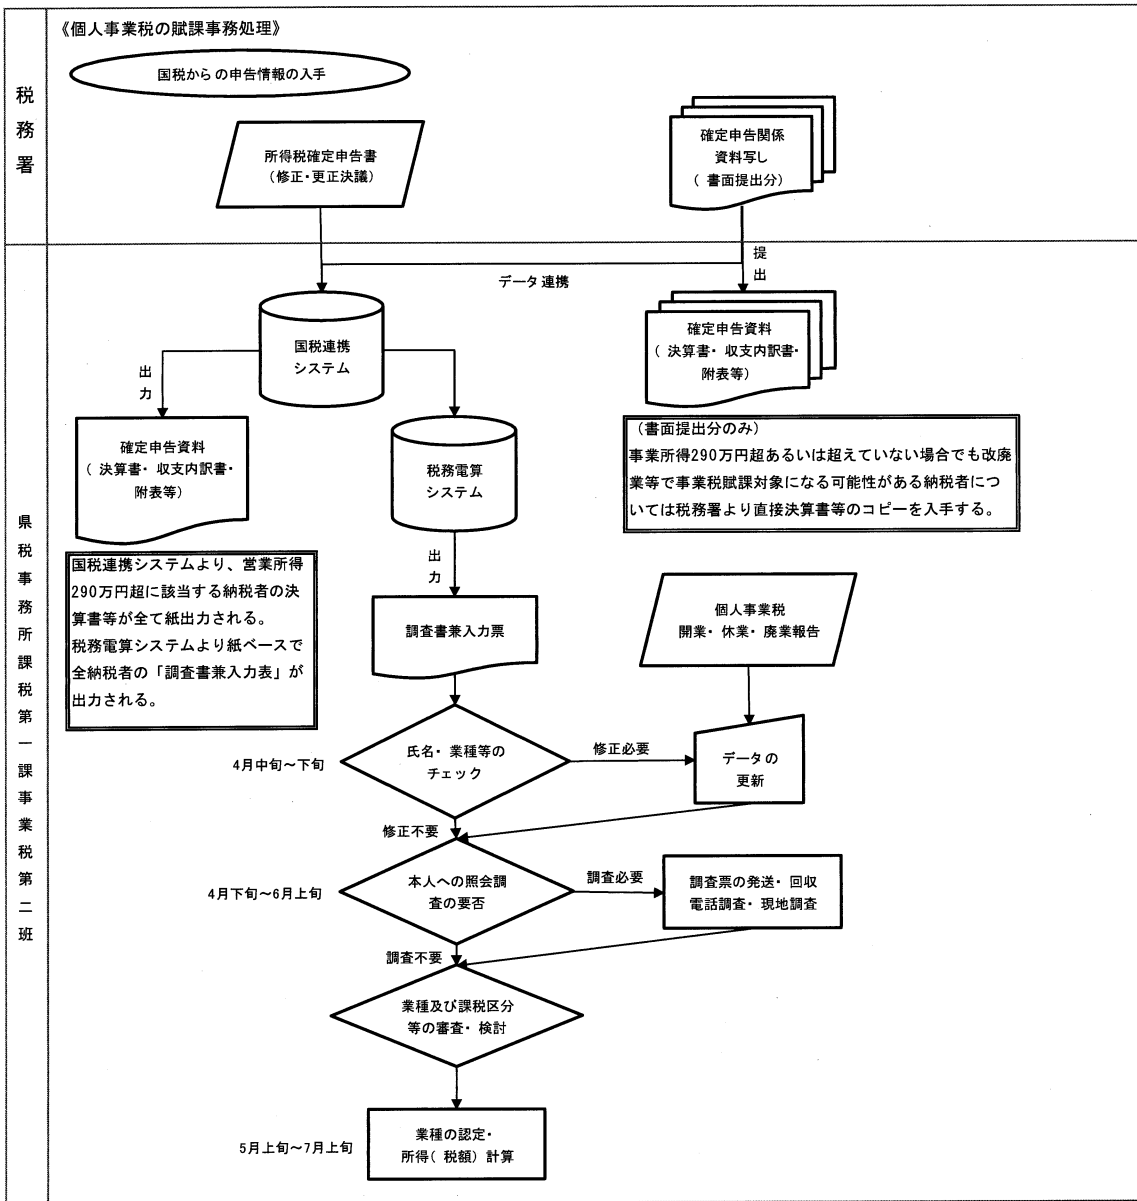 《個人事業税の賦課事務処理》
国税からの申告情報の入手
税務署
所得税確定申告書
(修正・更正決議)
確定申告関係
資料写し
( 書面提出分)
提出
データ連携
国税連携
システム
確定申告資料
( 決算書・ 収支内訳書・
附表等)
出力
確定申告資料
( 決算書・ 収支内訳書・
附表等)
税務電算
システム
(書面提出分のみ)
事業所得290万円超あるいは超えていない場合でも改廃
業等で事業税賦課対象になる可能性がある納税者につ
いては税務署より直接決算書等のコピーを入手する。
県税事務所課税第一課事業税第二班
国税連携システムより、営業所得
290万円超に該当する納税者の決
算書等が全て紙出力される。
税務電算システムより紙ベースで
全納税者の「調査書兼入力表」が
出力される。
出力
調査書兼入力票
個人事業税
開業・ 休業・ 廃業報告
4月中旬～下旬
氏名・ 業種等の
チェック
修正必要
データの
更新
修正不要
4月下旬～6月上旬
本人への照会調
査の要否
調査必要
調査票の発送・ 回収
電話調査・ 現地調査
調査不要
業種及び課税区分
等の審査・ 検討
5月上旬～7月上旬
業種の認定・
所得( 税額) 計算